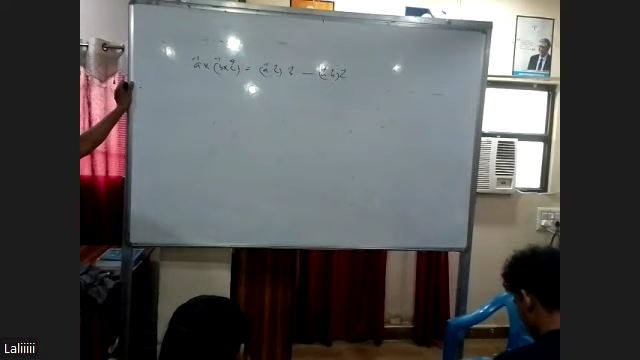 a⃗ × (b⃗ × c⃗) = (a⃗ · c⃗) b⃗ — (a⃗ · b⃗) c⃗
Laliiiii